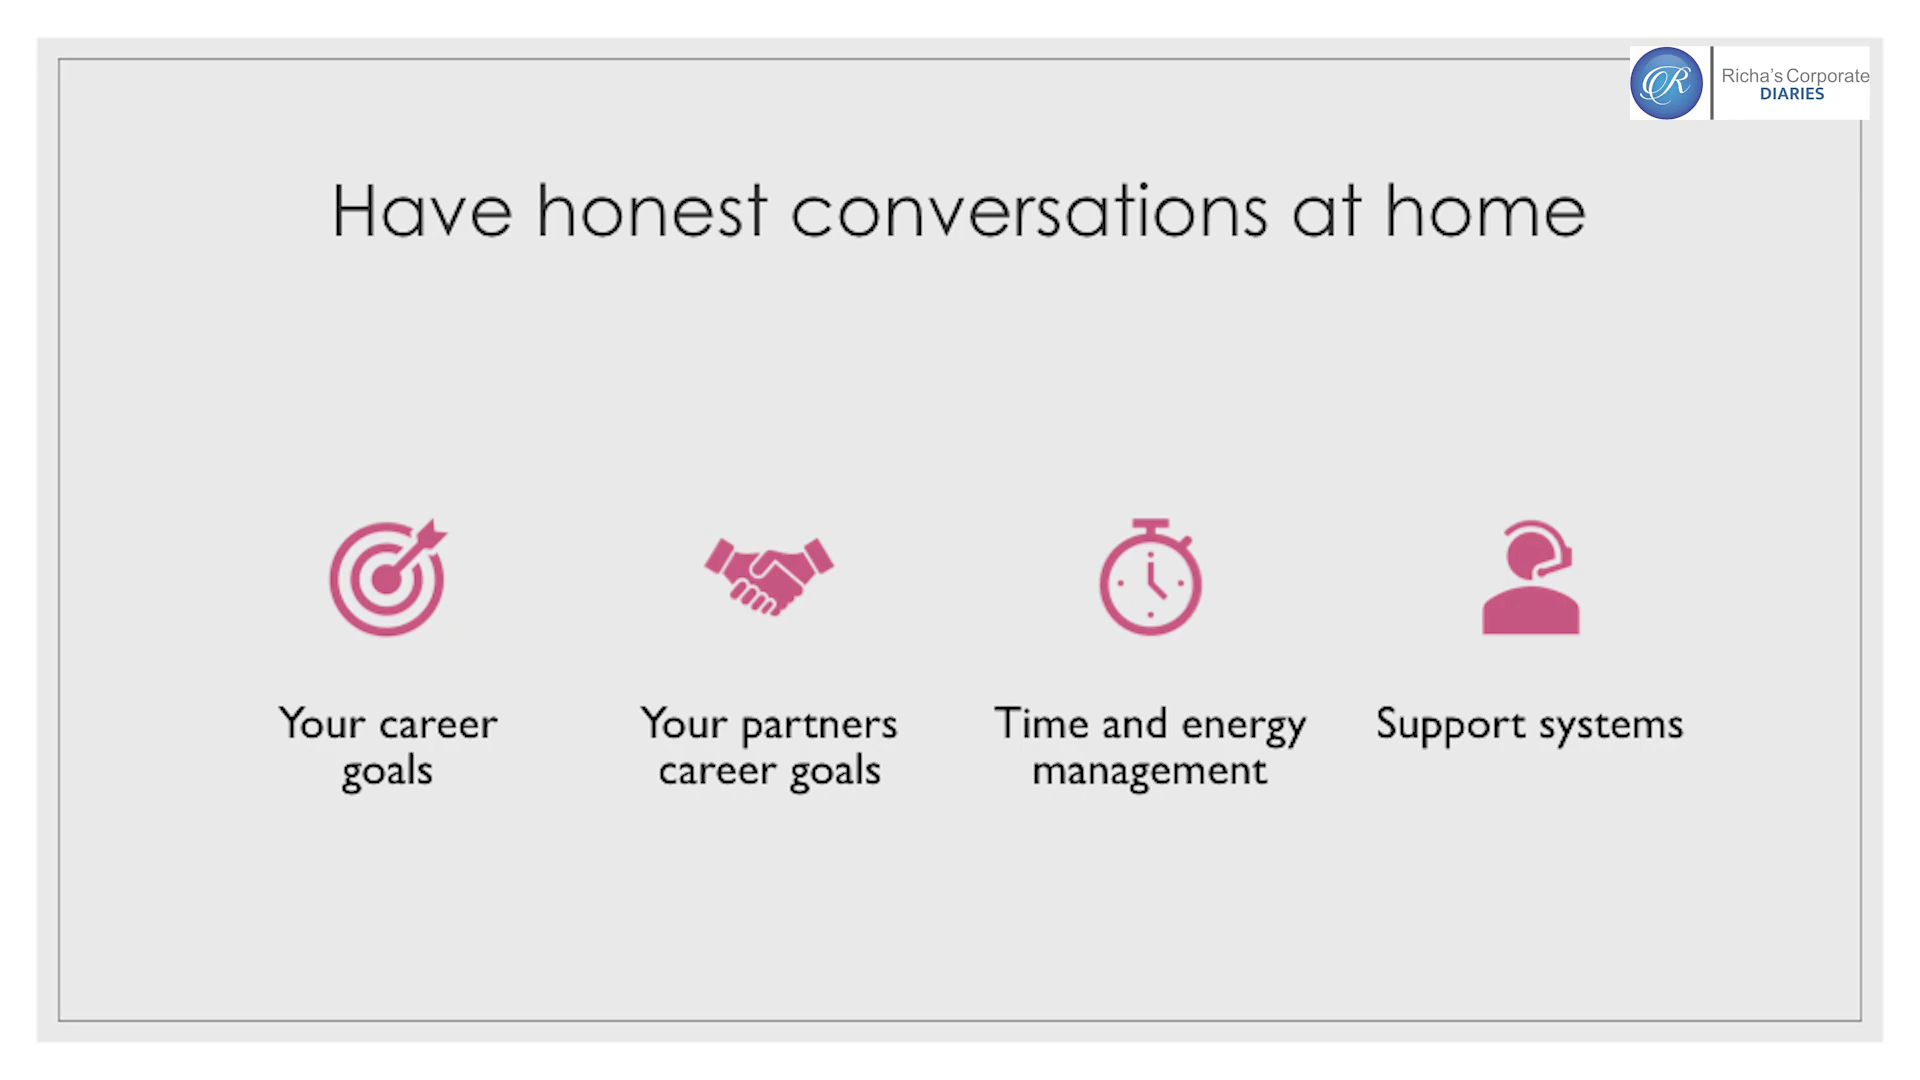 R
Richa's Corporate
DIARIES
Have honest conversations at home
Your career
goals
Your partners
career goals
Time and energy
management
Support systems